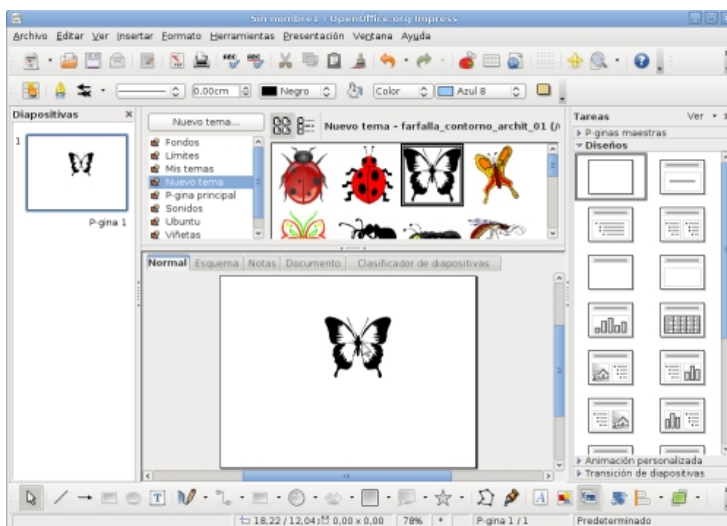 Sin nombre1 - OpenOffice.org Impress
Archivo Editar Ver Insertar Formato Herramientas Presentación Ventana Ayuda
0.00cm Negro Color Azul 8
Diapositivas
1
P-gina 1
Nuevo tema...
Nuevo tema - farfalla_contorno_archit_01 (/
Fondos
Límites
Mis temas
Nuevo tema
P-gina principal
Sonidos
Ubuntu
Viñetas
Normal Esquema Notas Documento Clasificador de diapositivas
Tareas Ver
P-ginas maestras
Diseños
Animación personalizada
Transición de diapositivas
18,22 / 12,04 0,00 x 0,00 78% * P-gina 1 / 1 Predeterminado